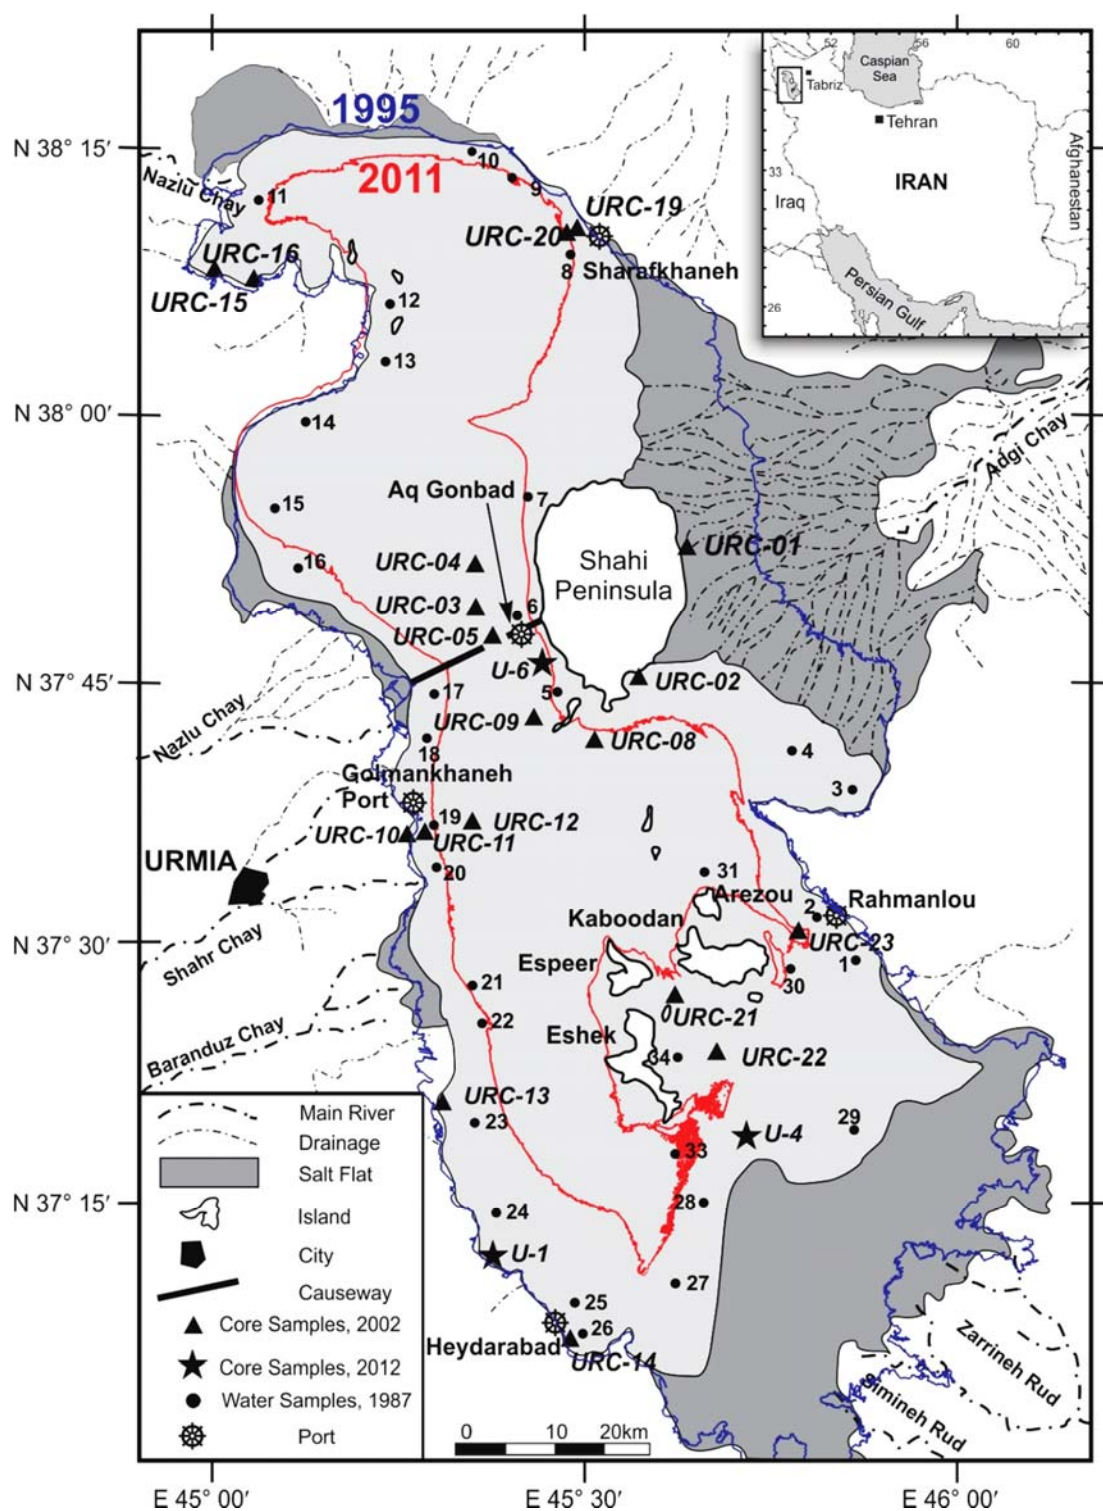 52
56
60
Caspian
Sea
Tabriz
Tehran
33
IRAN
Afghanestan
Iraq
Persian Gulf
26
1995
N 38° 15′
2011
10
9
Nazlu Chay
11
URC-19
URC-20
URC-16
8
Sharafkhaneh
URC-15
12
13
N 38° 00′
14
Adgi Chay
Aq Gonbad
7
15
URC-01
Shahi
Peninsula
16
URC-04
URC-03
6
URC-05
U-6
N 37° 45′
17
5
URC-02
Nazlu Chay
URC-09
18
URC-08
4
3
Golmankhaneh
Port
19
URC-12
URC-10
URC-11
URMIA
20
31
Arezou
Rahmanlou
Kaboodan
2
N 37° 30′
URC-23
Shahr Chay
Espeer
1
30
21
URC-21
22
Eshek
Baranduz Chay
34
URC-22
URC-13
23
U-4
29
33
N 37° 15′
24
28
U-1
27
25
26
Heydarabad
URC-14
Zarrineh Rud
Simineh Rud
Main River
Drainage
Salt Flat
Island
City
Causeway
Core Samples, 2002
Core Samples, 2012
Water Samples, 1987
Port
0 10 20km
E 45° 00′
E 45° 30′
E 46° 00′